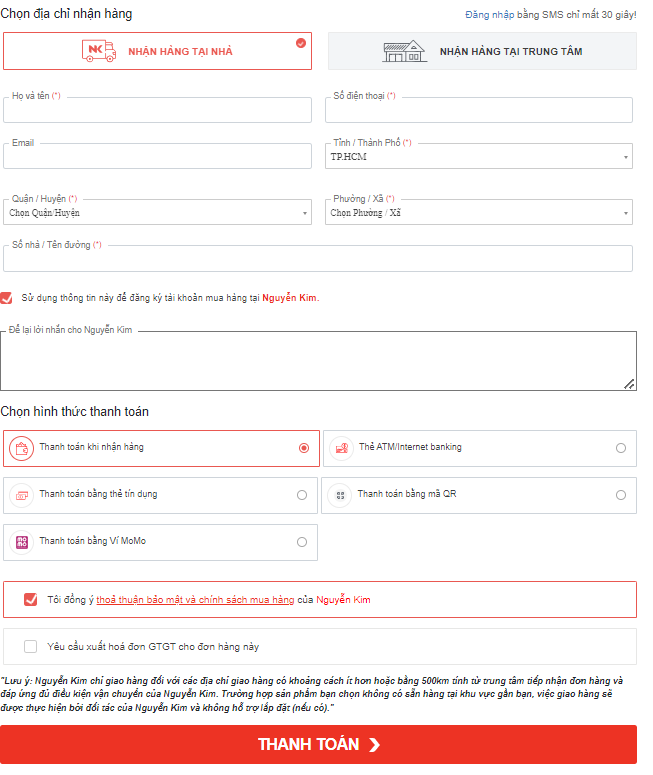 Chọn địa chỉ nhận hàng
Đăng nhập bằng SMS chỉ mất 30 giây!
NK NHẬN HÀNG TẠI NHÀ
NHẬN HÀNG TẠI TRUNG TÂM
Họ và tên (*)
Số điện thoại (*)
Email
Tỉnh / Thành Phố (*)
TP.HCM
Quận / Huyện (*)
Chọn Quận/Huyện
Phường / Xã (*)
Chọn Phường / Xã
Số nhà / Tên đường (*)
Sử dụng thông tin này để đăng ký tài khoản mua hàng tại Nguyễn Kim.
Để lại lời nhắn cho Nguyễn Kim
Chọn hình thức thanh toán
Thanh toán khi nhận hàng
Thẻ ATM/Internet banking
Thanh toán bằng thẻ tín dụng
Thanh toán bằng mã QR
mo mo Thanh toán bằng Ví MoMo
Tôi đồng ý thoả thuận bảo mật và chính sách mua hàng của Nguyễn Kim
Yêu cầu xuất hoá đơn GTGT cho đơn hàng này
"Lưu ý: Nguyễn Kim chỉ giao hàng đối với các địa chỉ giao hàng có khoảng cách ít hơn hoặc bằng 500km tính từ trung tâm tiếp nhận đơn hàng và
đáp ứng đủ điều kiện vận chuyển của Nguyễn Kim. Trường hợp sản phẩm bạn chọn không có sẵn hàng tại khu vực gần bạn, việc giao hàng sẽ
được thực hiện bởi đối tác của Nguyễn Kim và không hỗ trợ lắp đặt (nếu có)."
THANH TOÁN ❯